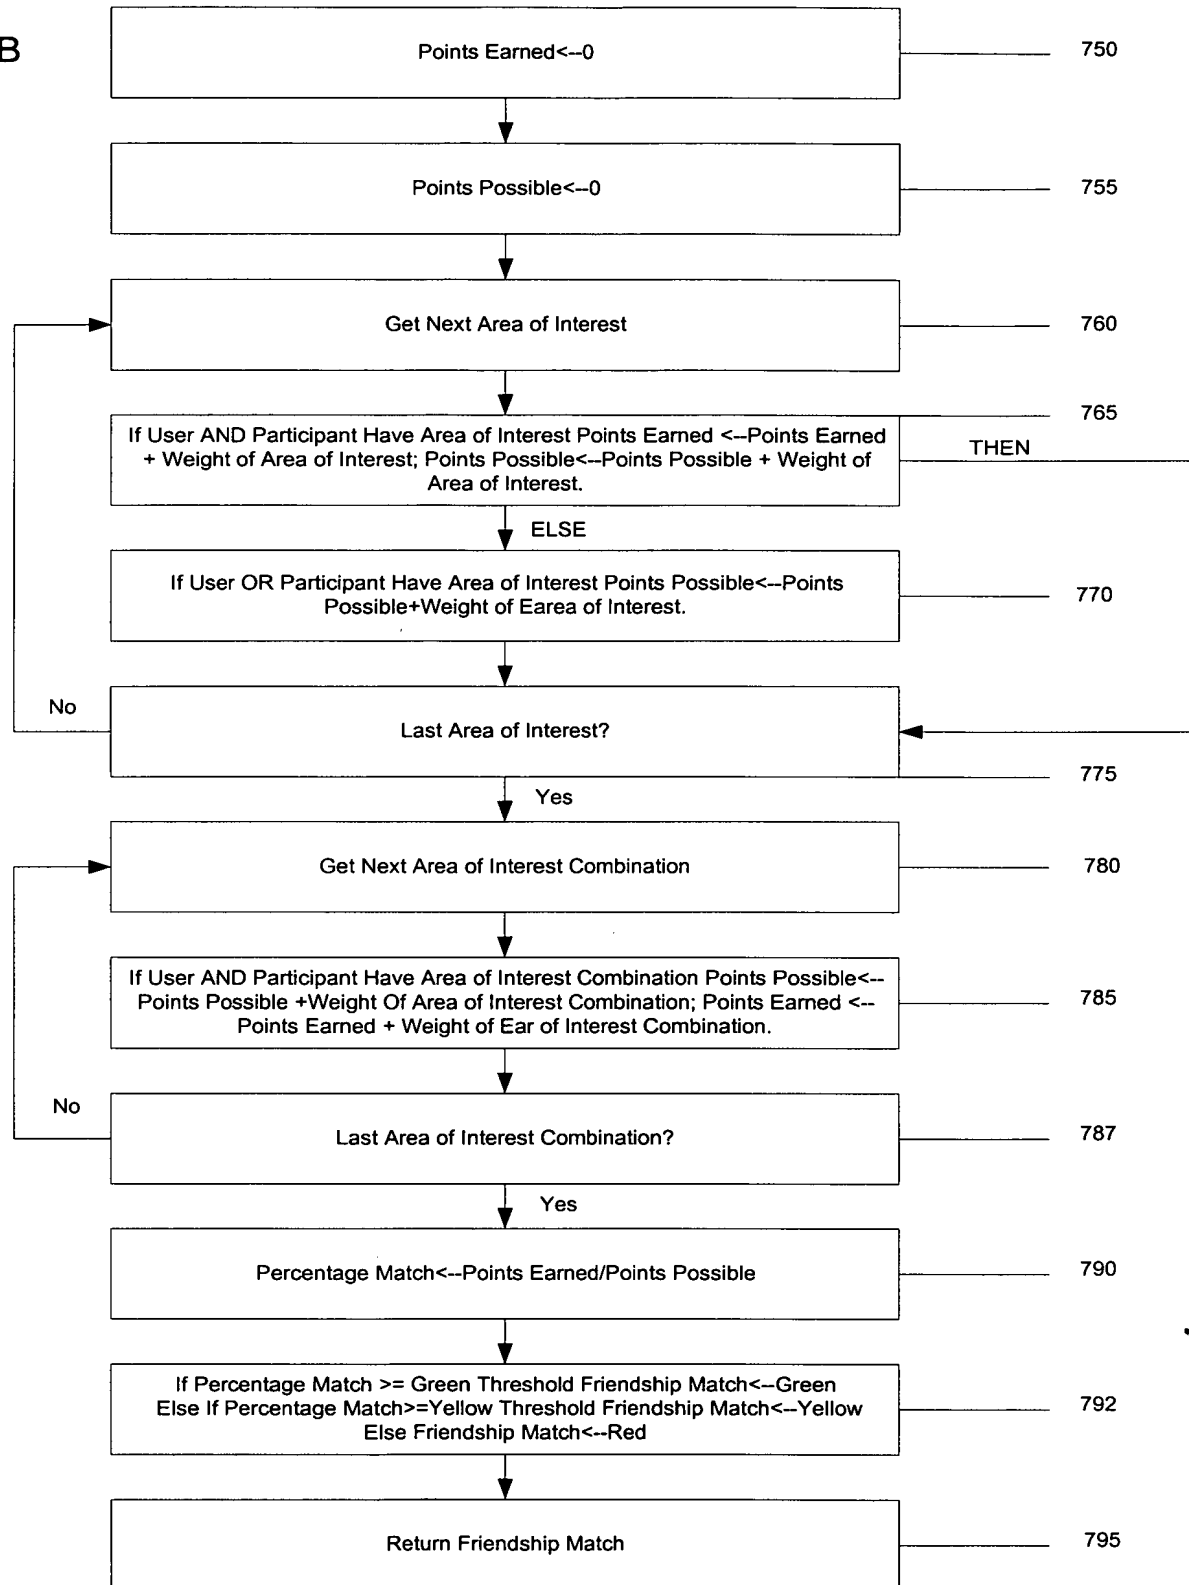 B
Points Earned<--0
750
Points Possible<--0
755
Get Next Area of Interest
760
765
If User AND Participant Have Area of Interest Points Earned <--Points Earned
+ Weight of Area of Interest; Points Possible<--Points Possible + Weight of
Area of Interest.
THEN
ELSE
If User OR Participant Have Area of Interest Points Possible<--Points
Possible+Weight of Earea of Interest.
770
No
Last Area of Interest?
775
Yes
Get Next Area of Interest Combination
780
If User AND Participant Have Area of Interest Combination Points Possible<--
Points Possible +Weight Of Area of Interest Combination; Points Earned <--
Points Earned + Weight of Ear of Interest Combination.
785
No
Last Area of Interest Combination?
787
Yes
Percentage Match<--Points Earned/Points Possible
790
If Percentage Match >= Green Threshold Friendship Match<--Green
Else If Percentage Match>=Yellow Threshold Friendship Match<--Yellow
Else Friendship Match<--Red
792
Return Friendship Match
795